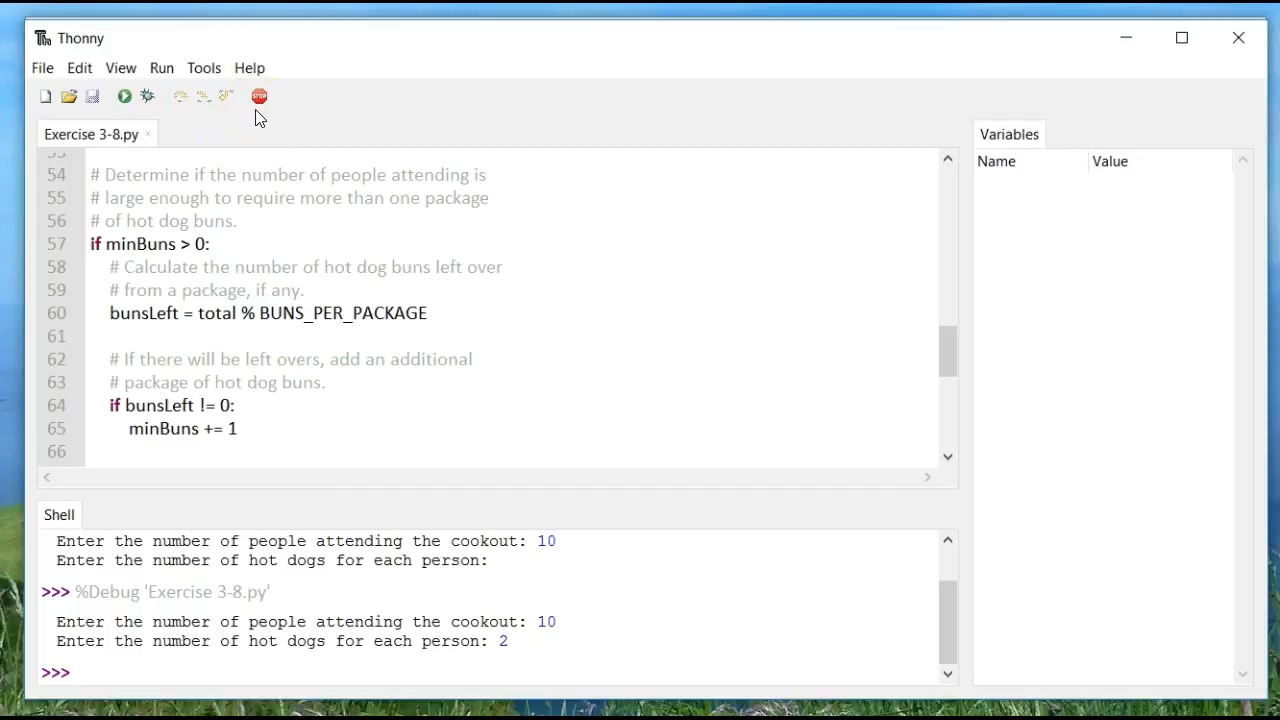 Thonny
File Edit View Run Tools Help
STOP
Exercise 3-8.py
54 # Determine if the number of people attending is
55 # large enough to require more than one package
56 # of hot dog buns.
57 if minBuns > 0:
58 # Calculate the number of hot dog buns left over
59 # from a package, if any.
60 bunsLeft = total % BUNS_PER_PACKAGE
61
62 # If there will be left overs, add an additional
63 # package of hot dog buns.
64 if bunsLeft != 0:
65 minBuns += 1
66
Variables
Name Value
Shell
Enter the number of people attending the cookout: 10
Enter the number of hot dogs for each person:
>>> %Debug 'Exercise 3-8.py'
Enter the number of people attending the cookout: 10
Enter the number of hot dogs for each person: 2
>>>